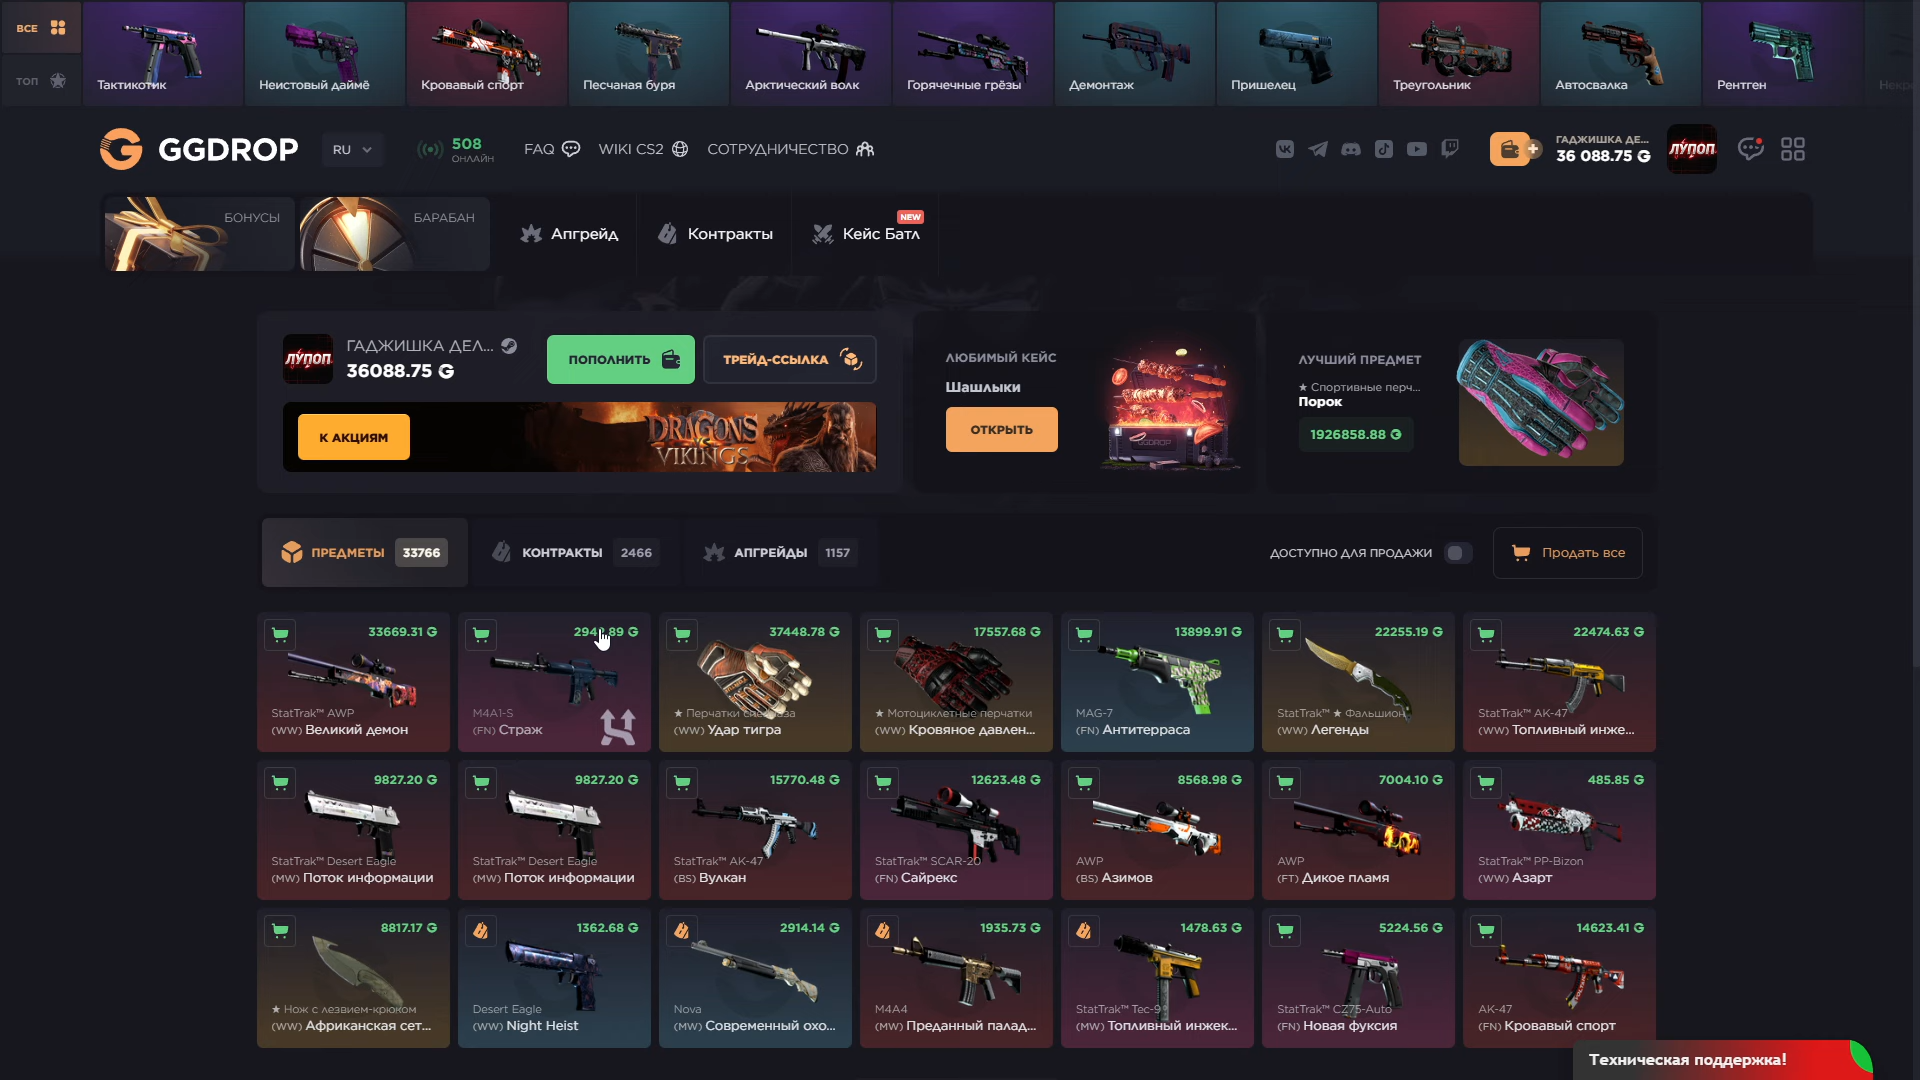 ВСЕ
ТОП
Тактикотик
Неистовый даймё
Кровавый спорт
Песчаная буря
Арктический волк
Горячечные грёзы
Демонтаж
Пришелец
Треугольник
Автосвалка
Рентген
GGDROP
RU
508
ОНЛАЙН
FAQ
WIKI CS2
СОТРУДНИЧЕСТВО
ГАДЖИШКА ДЕ...
36 088.75 G
ЛУПОП
БОНУСЫ
БАРАБАН
Апгрейд
Контракты
Кейс Батл
NEW
ЛУПОП
ГАДЖИШКА ДЕЛ...
36088.75 G
ПОПОЛНИТЬ
ТРЕЙД-ССЫЛКА
К АКЦИЯМ
DRAGONS
VS
VIKINGS
ЛЮБИМЫЙ КЕЙС
Шашлыки
ОТКРЫТЬ
GGDROP
ЛУЧШИЙ ПРЕДМЕТ
★ Спортивные перч...
Порок
1926858.88 G
ПРЕДМЕТЫ 33766
КОНТРАКТЫ 2466
АПГРЕЙДЫ 1157
ДОСТУПНО ДЛЯ ПРОДАЖИ
Продать все
33669.31 G
StatTrak™ AWP
(WW) Великий демон
M4A1-S
(FN) Страж
37448.78 G
★ Перчатки спецназа
(WW) Удар тигра
17557.68 G
★ Мотоциклетные перчатки
(WW) Кровяное давлен...
13899.91 G
MAG-7
(FN) Антитерраса
22255.19 G
StatTrak™ ★ Фальшион
(WW) Легенды
22474.63 G
StatTrak™ AK-47
(WW) Топливный инже...
9827.20 G
StatTrak™ Desert Eagle
(MW) Поток информации
9827.20 G
StatTrak™ Desert Eagle
(MW) Поток информации
15770.48 G
StatTrak™ AK-47
(BS) Вулкан
12623.48 G
StatTrak™ SCAR-20
(FN) Сайрекс
8568.98 G
AWP
(BS) Азимов
7004.10 G
AWP
(FT) Дикое пламя
485.85 G
StatTrak™ PP-Bizon
(WW) Азарт
8817.17 G
★ Нож с лезвием-крюком
(WW) Африканская сет...
1362.68 G
Desert Eagle
(WW) Night Heist
2914.14 G
Nova
(MW) Современный охо...
1935.73 G
M4A4
(MW) Преданный палад...
1478.63 G
StatTrak™ Tec-9
(MW) Топливный инжек...
5224.56 G
StatTrak™ CZ75-Auto
(FN) Новая фуксия
14623.41 G
AK-47
(FN) Кровавый спорт
Техническая поддержка!